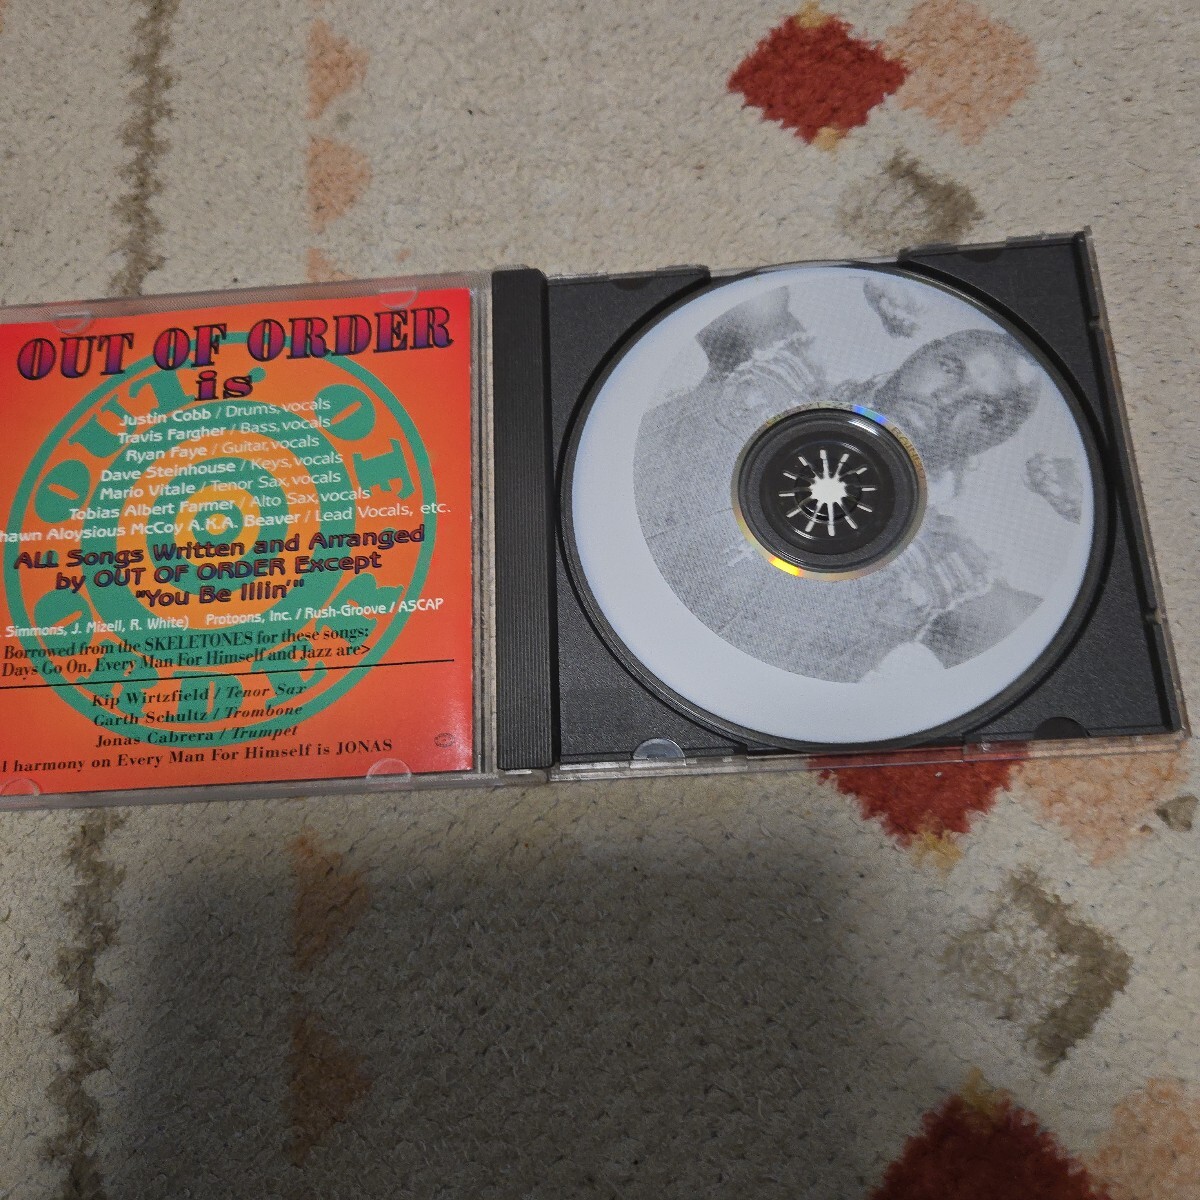 OUT OF ORDER
is
Justin Cobb / Drums, vocals
Travis Fargher / Bass, vocals
Ryan Faye / Guitar, vocals
Dave Steinhouse / Keys, vocals
Mario Vitale / Tenor Sax, vocals
Tobias Albert Farmer / Alto Sax, vocals
hawn Aloysious McCoy A.K.A. Beaver / Lead Vocals, etc.
ALL Songs Written and Arranged
by OUT OF ORDER Except
"You Be Illin'"
Simmons, J. Mizell, R. White) Protoons, Inc. / Rush-Groove / ASCAP
Borrowed from the SKELETONES for these songs;
Days Go On, Every Man For Himself and Jazz are>
Kip Wirtzfield / Tenor Sax
Garth Schultz / Trombone
Jonas Cabrera / Trumpet
l harmony on Every Man For Himself is JONAS
OUT OF
ORDER